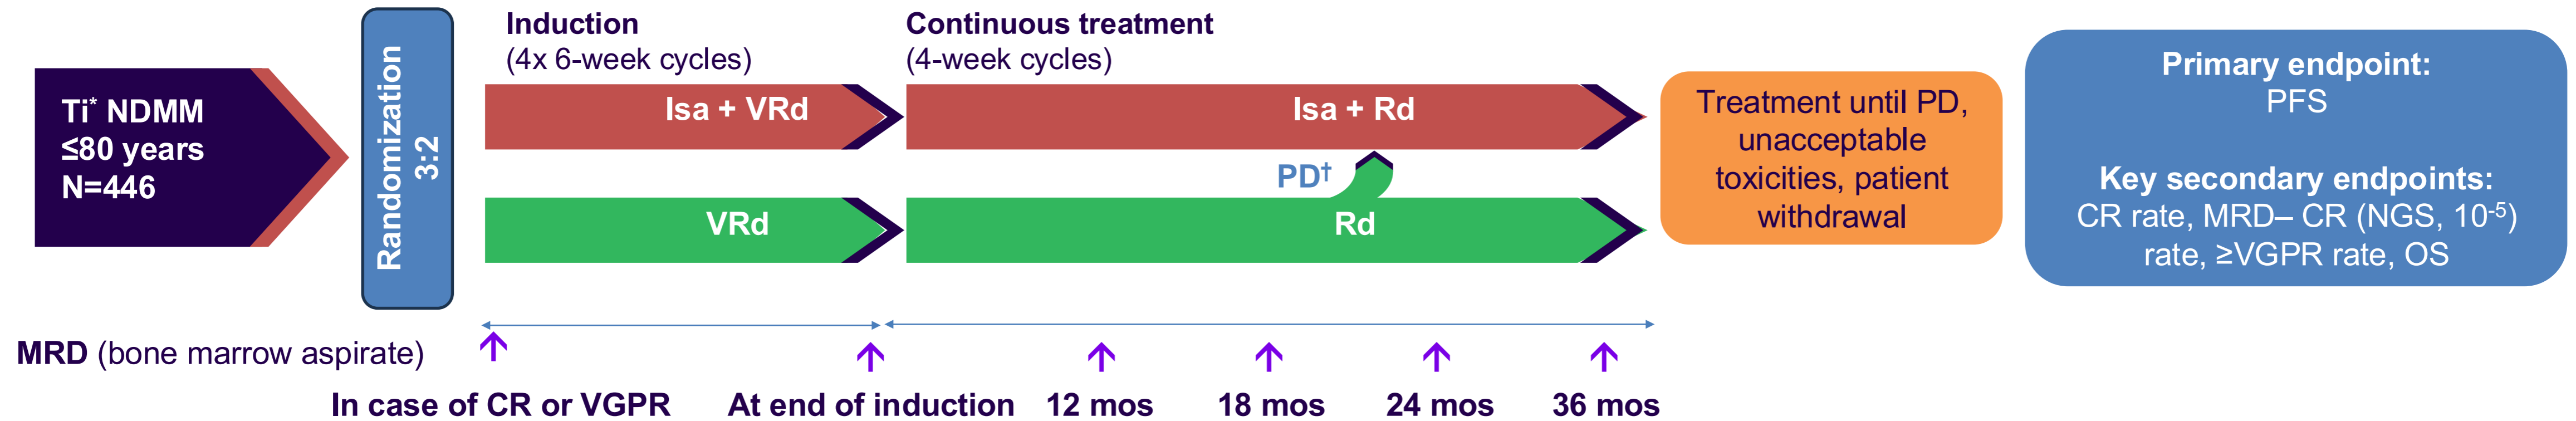 Ti* NDMM
≤80 years
N=446
Randomization
3:2
Induction
(4x 6-week cycles)
Isa + VRd
VRd
Continuous treatment
(4-week cycles)
Isa + Rd
PD†
Rd
Treatment until PD,
unacceptable
toxicities, patient
withdrawal
Primary endpoint:
PFS
Key secondary endpoints:
CR rate, MRD– CR (NGS, 10⁻⁵)
rate, ≥VGPR rate, OS
MRD (bone marrow aspirate)
In case of CR or VGPR
At end of induction
12 mos
18 mos
24 mos
36 mos